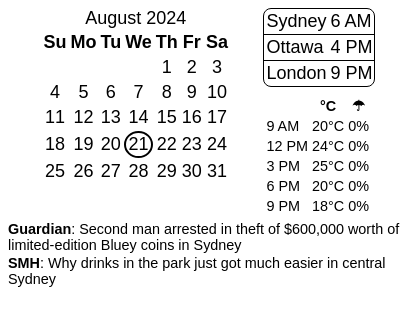 August 2024
Su Mo Tu We Th Fr Sa
1 2 3
4 5 6 7 8 9 10
11 12 13 14 15 16 17
18 19 20 21 22 23 24
25 26 27 28 29 30 31
Sydney 6 AM
Ottawa 4 PM
London 9 PM
°C ☂
9 AM 20°C 0%
12 PM 24°C 0%
3 PM 25°C 0%
6 PM 20°C 0%
9 PM 18°C 0%
Guardian: Second man arrested in theft of $600,000 worth of
limited-edition Bluey coins in Sydney
SMH: Why drinks in the park just got much easier in central
Sydney